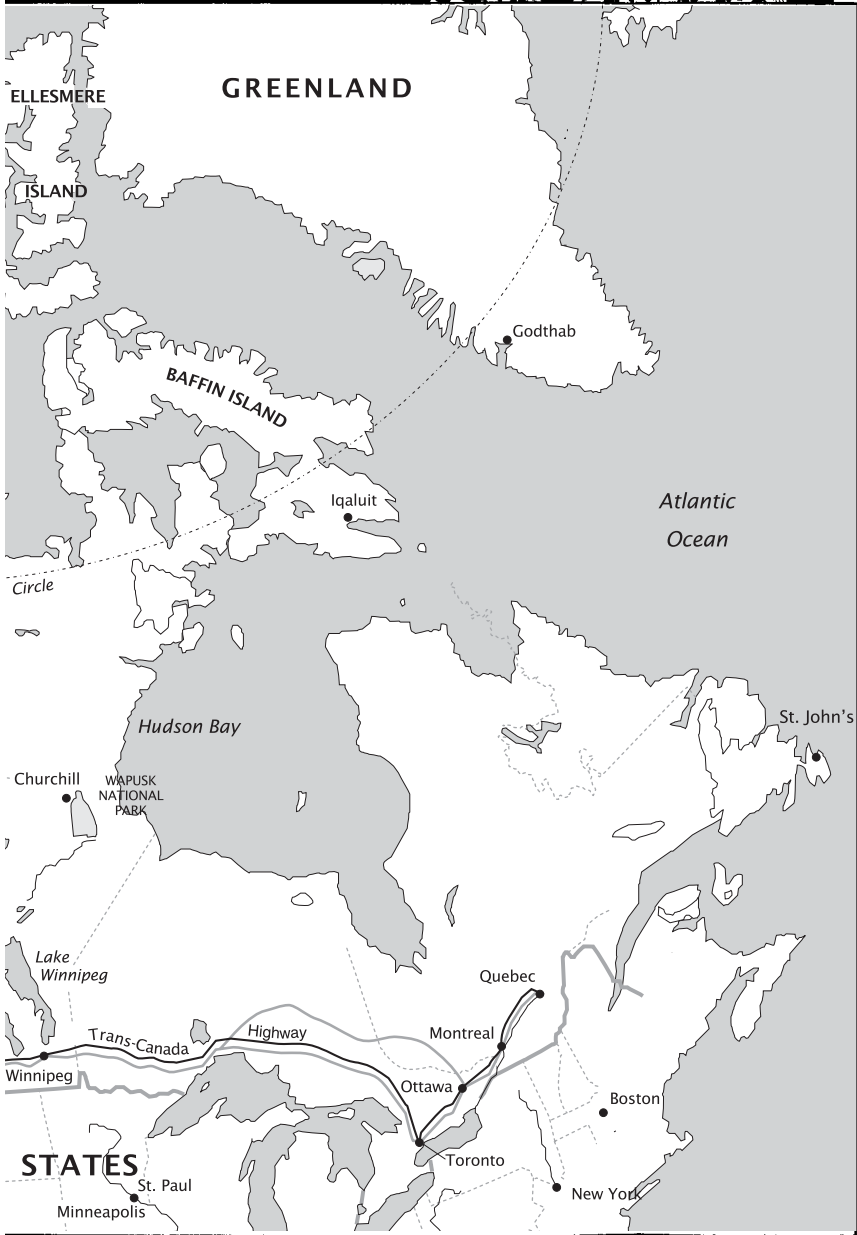 GREENLAND
ELLESMERE
ISLAND
Godthab
BAFFIN ISLAND
Iqaluit
Atlantic
Ocean
Circle
St. John's
Hudson Bay
Churchill
WAPUSK
NATIONAL
PARK
Lake
Winnipeg
Quebec
Trans-Canada
Highway
Montreal
Winnipeg
Ottawa
Boston
Toronto
STATES
St. Paul
New York
Minneapolis